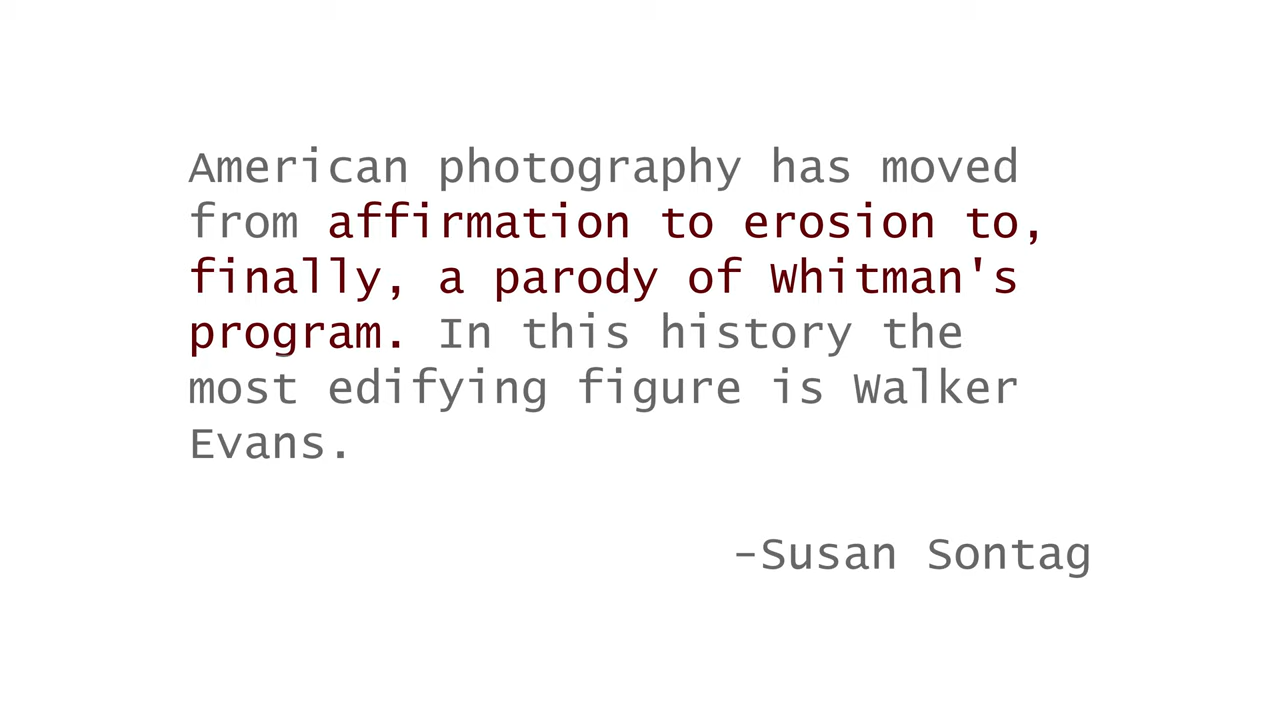 American photography has moved
from affirmation to erosion to,
finally, a parody of Whitman's
program. In this history the
most edifying figure is Walker
Evans.
–Susan Sontag